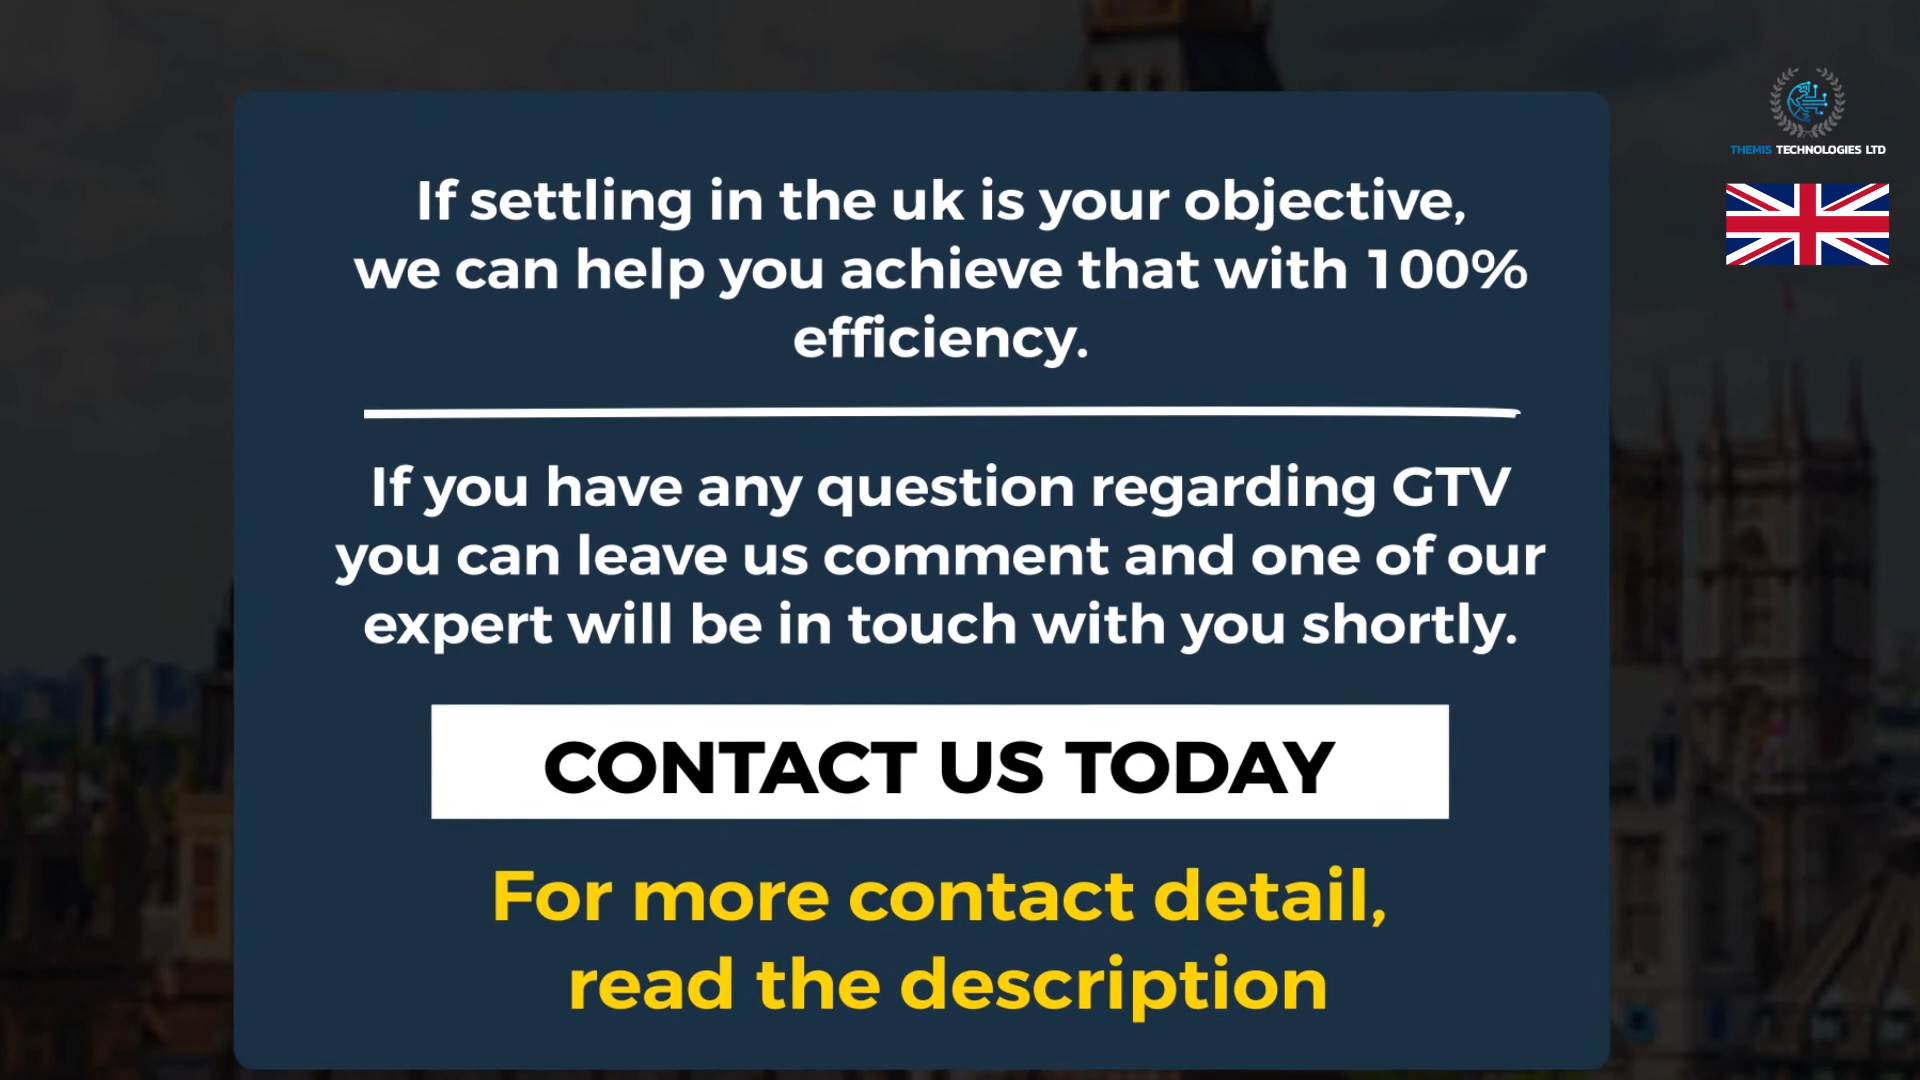 THEMIS TECHNOLOGIES LTD
If settling in the uk is your objective,
we can help you achieve that with 100%
efficiency.
If you have any question regarding GTV
you can leave us comment and one of our
expert will be in touch with you shortly.
CONTACT US TODAY
For more contact detail,
read the description